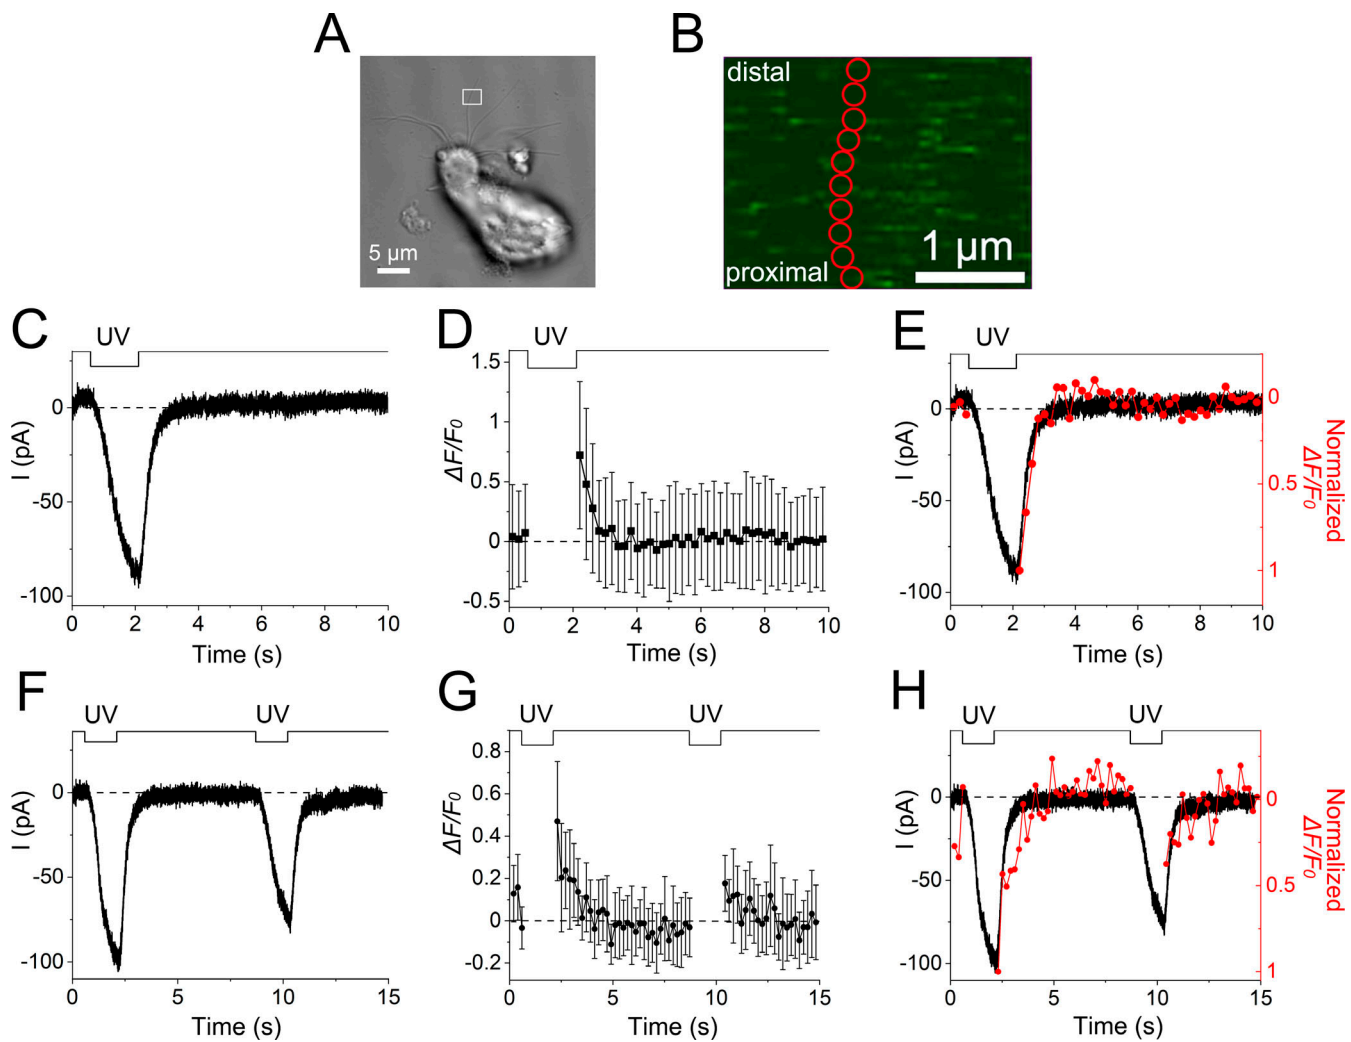 A
B
distal
proximal
5 µm
1 µm
C
UV
I (pA)
0
-50
-100
0 2 4 6 8 10
Time (s)
D
UV
ΔF/F0
1.5
1
0.5
0
-0.5
0 2 4 6 8 10
Time (s)
E
UV
I (pA)
0
-50
-100
0 2 4 6 8 10
Time (s)
0
0.5
1
Normalized
ΔF/F0
F
UV UV
I (pA)
0
-50
-100
0 5 10 15
Time (s)
G
UV UV
ΔF/F0
0.8
0.6
0.4
0.2
0
-0.2
0 5 10 15
Time (s)
H
UV UV
I (pA)
0
-50
-100
0 5 10 15
Time (s)
0
0.5
1
Normalized
ΔF/F0